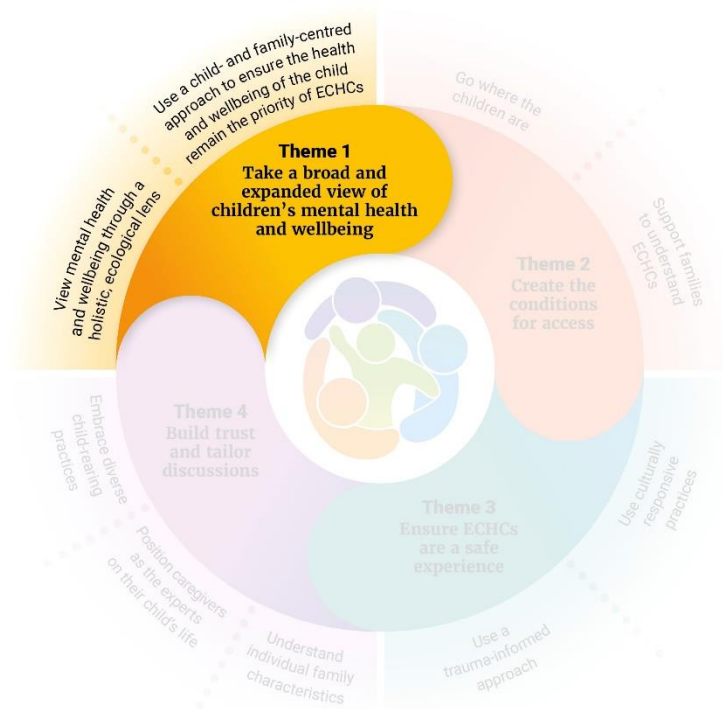 Use a child- and family-centred
approach to ensure the health
and wellbeing of the child
remain the priority of ECHCs
View mental health
and wellbeing through a
holistic, ecological lens
Theme 1
Take a broad and
expanded view of
children's mental health
and wellbeing
Go where the
children are
Support families
to understand
ECHCs
Theme 2
Create the
conditions
for access
Theme 3
Ensure ECHCs
are a safe
experience
Use culturally
responsive
practices
Use a
trauma-informed
approach
Theme 4
Build trust
and tailor
discussions
Understand
individual family
characteristics
Position caregivers
as the experts
on their child's life
Embrace diverse
child-rearing
practices